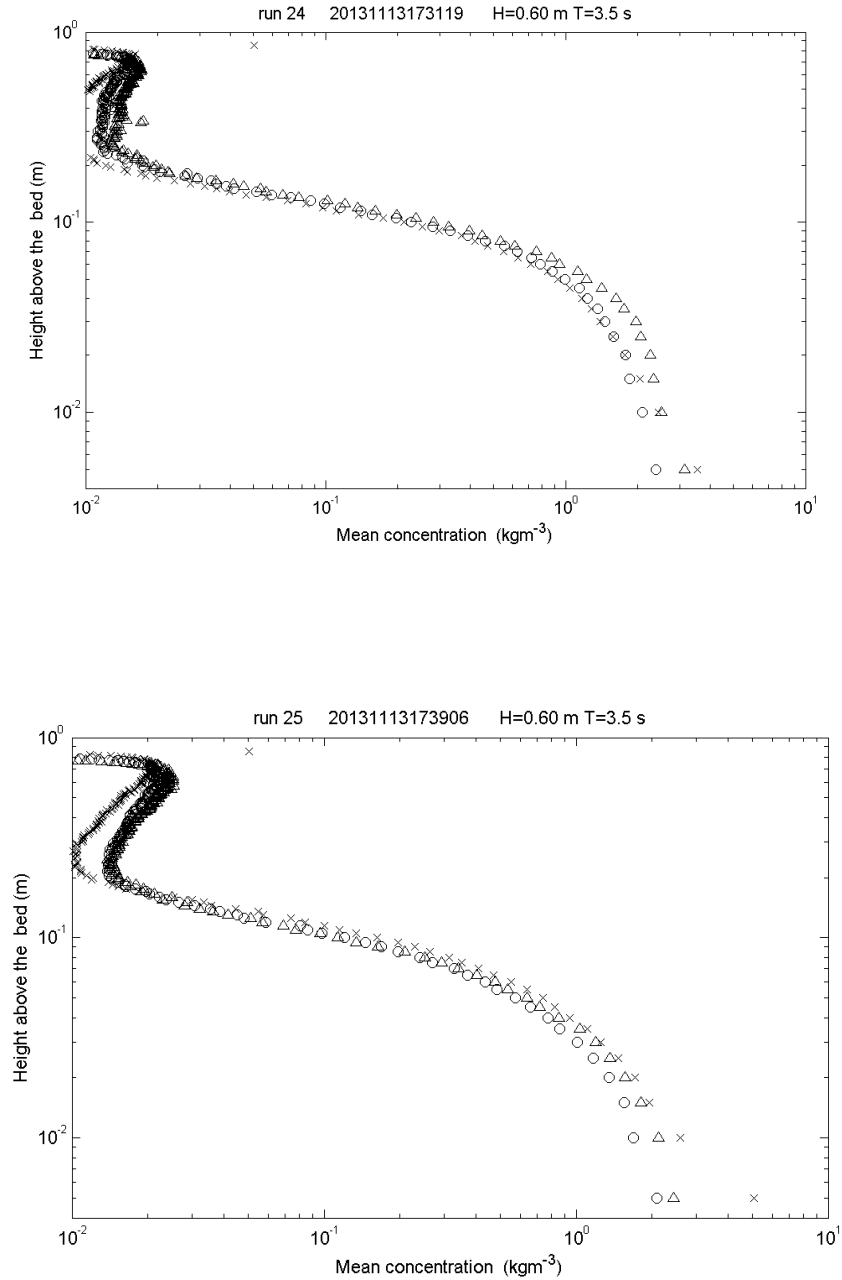 run 24 20131113173119 H=0.60 m T=3.5 s
10⁰
10⁻¹
10⁻²
Height above the bed (m)
10⁻² 10⁻¹ 10⁰ 10¹
Mean concentration (kgm⁻³)
run 25 20131113173906 H=0.60 m T=3.5 s
10⁰
10⁻¹
10⁻²
Height above the bed (m)
10⁻² 10⁻¹ 10⁰ 10¹
Mean concentration (kgm⁻³)